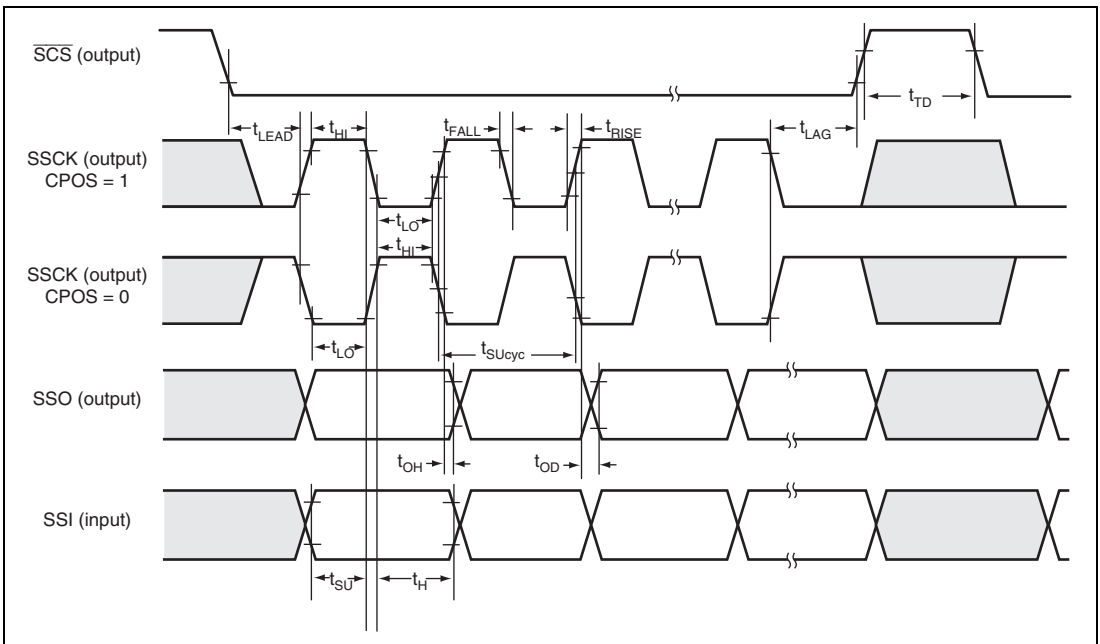 SCS (output)
tTD
tLEAD
tHI
tFALL
tRISE
tLAG
SSCK (output)
CPOS = 1
tLO
tHI
SSCK (output)
CPOS = 0
tLO
tSUcyc
SSO (output)
tOH
tOD
SSI (input)
tSU
tH